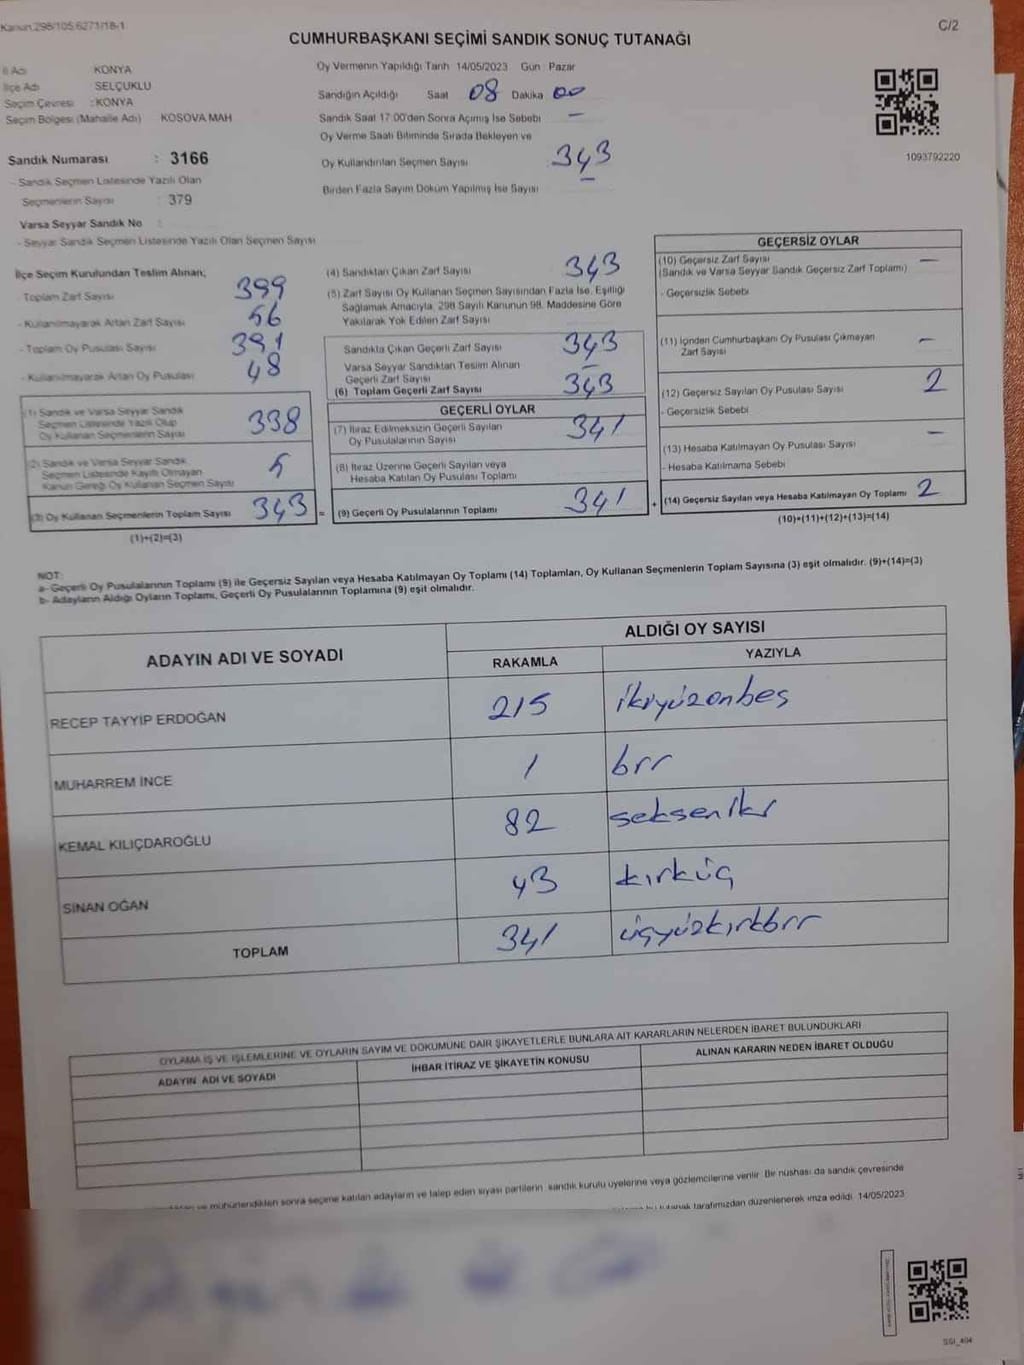 Kanun:298/105 6271/18-1
C/2
CUMHURBAŞKANI SEÇİMİ SANDIK SONUÇ TUTANAĞI
İl Adı KONYA
İlçe Adı SELÇUKLU
Seçim Çevresi : KONYA
Seçim Bölgesi (Mahalle Adı) KOSOVA MAH
Sandık Numarası : 3166
- Sandık Seçmen Listesinde Yazılı Olan
Seçmenlerin Sayısı : 379
Varsa Seyyar Sandık No :
- Seyyar Sandık Seçmen Listesinde Yazılı Olan Seçmen Sayısı
Oy Vermenin Yapıldığı Tarih 14/05/2023 Gün Pazar
Sandığın Açıldığı Saat 08 Dakika 00
Sandık Saat 17:00'den Sonra Açımış İse Sebebi –
Oy Verme Saati Bitiminde Sırada Bekleyen ve
Oy Kullandırılan Seçmen Sayısı 343
Birden Fazla Sayım Döküm Yapılmış İse Sayısı –
1093792220
İlçe Seçim Kurulundan Teslim Alınan;
- Toplam Zarf Sayısı 399
- Kullanılmayarak Artan Zarf Sayısı 56
- Toplam Oy Pusulası Sayısı 391
- Kullanılmayarak Artan Oy Pusulası 48
(1) Sandık ve Varsa Seyyar Sandık
Seçmen Listesinde Yazılı Olup
Oy Kullanan Seçmenlerin Sayısı 338
(2) Sandık ve Varsa Seyyar Sandık
Seçmen Listesinde Kayıtlı Olmayan
Kanun Gereği Oy Kullanan Seçmen Sayısı 5
(3) Oy Kullanan Seçmenlerin Toplam Sayısı 343 =
(1)+(2)=(3)
(4) Sandıktan Çıkan Zarf Sayısı 343
(5) Zarf Sayısı Oy Kullanan Seçmen Sayısından Fazla İse, Eşitliği
Sağlamak Amacıyla, 298 Sayılı Kanunun 98. Maddesine Göre
Yakılarak Yok Edilen Zarf Sayısı
Sandıkta Çıkan Geçerli Zarf Sayısı 343
Varsa Seyyar Sandıktan Teslim Alınan
Geçerli Zarf Sayısı –
(6) Toplam Geçerli Zarf Sayısı 343
GEÇERLİ OYLAR
(7) İtiraz Edilmeksizin Geçerli Sayılan
Oy Pusulalarının Sayısı 341
(8) İtiraz Üzerine Geçerli Sayılan veya
Hesaba Katılan Oy Pusulası Toplamı
(9) Geçerli Oy Pusulalarının Toplamı 341 +
GEÇERSİZ OYLAR
(10) Geçersiz Zarf Sayısı –
(Sandık ve Varsa Seyyar Sandık Geçersiz Zarf Toplamı)
- Geçersizlik Sebebi
(11) İçinden Cumhurbaşkanı Oy Pusulası Çıkmayan
Zarf Sayısı –
(12) Geçersiz Sayılan Oy Pusulası Sayısı 2
- Geçersizlik Sebebi
(13) Hesaba Katılmayan Oy Pusulası Sayısı –
- Hesaba Katılmama Sebebi
(14) Geçersiz Sayılan veya Hesaba Katılmayan Oy Toplamı 2
(10)+(11)+(12)+(13)=(14)
NOT:
a- Geçerli Oy Pusulalarının Toplamı (9) ile Geçersiz Sayılan veya Hesaba Katılmayan Oy Toplamı (14) Toplamları, Oy Kullanan Seçmenlerin Toplam Sayısına (3) eşit olmalıdır. (9)+(14)=(3)
b- Adayların Aldığı Oyların Toplamı, Geçerli Oy Pusulalarının Toplamına (9) eşit olmalıdır.
ADAYIN ADI VE SOYADI ALDIĞI OY SAYISI
RAKAMLA YAZIYLA
RECEP TAYYİP ERDOĞAN 215 ikiyüzonbeş
MUHARREM İNCE 1 bir
KEMAL KILIÇDAROĞLU 82 sekseniki
SİNAN OĞAN 43 kırküç
TOPLAM 341 üçyüzkırkbir
OYLAMA İŞ VE İŞLEMLERİNE VE OYLARIN SAYIM VE DÖKÜMÜNE DAİR ŞİKAYETLERLE BUNLARA AİT KARARLARIN NELERDEN İBARET BULUNDUKLARI
ADAYIN ADI VE SOYADI İHBAR İTİRAZ VE ŞİKAYETİN KONUSU ALINAN KARARIN NEDEN İBARET OLDUĞU
ve mühürlendikten sonra seçime katılan adayların ve talep eden siyasi partilerin sandık kurulu üyelerine veya gözlemcilerine verilir. Bir nüshası da sandık çevresinde
tutanak tarafımızdan düzenlenerek imza edildi. 14/05/2023